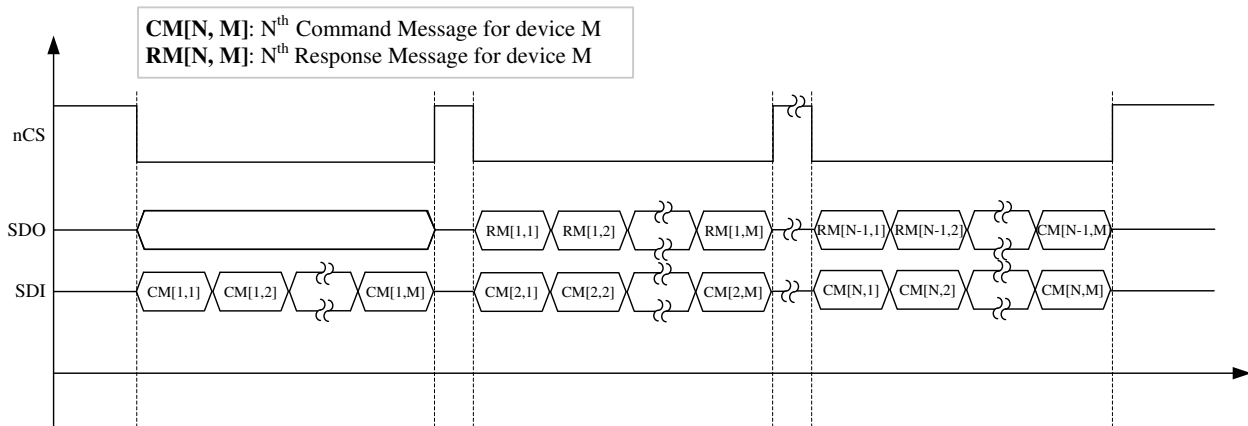 CM[N, M]: Nth Command Message for device M
RM[N, M]: Nth Response Message for device M
nCS
SDO
RM[1,1] RM[1,2] RM[1,M] RM[N-1,1] RM[N-1,2] CM[N-1,M]
SDI
CM[1,1] CM[1,2] CM[1,M] CM[2,1] CM[2,2] CM[2,M] CM[N,1] CM[N,2] CM[N,M]